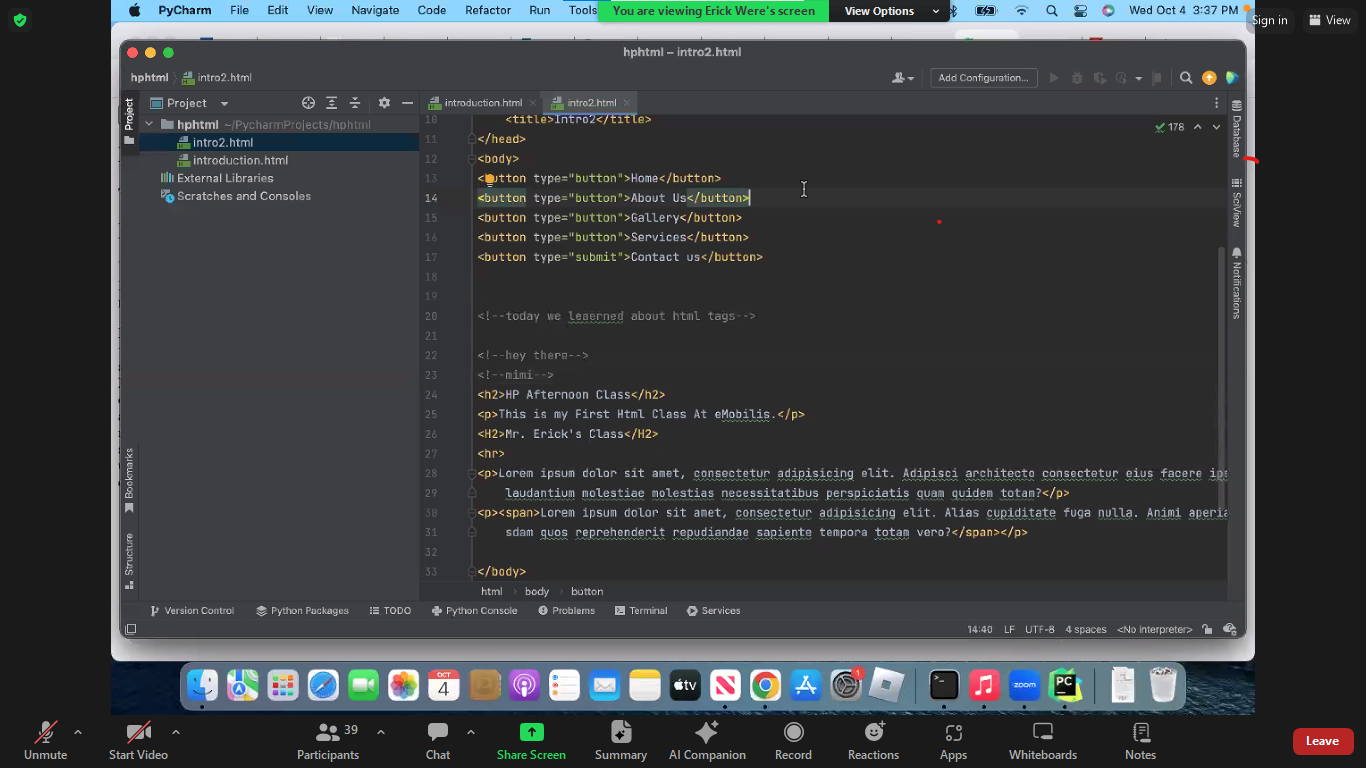 PyCharm File Edit View Navigate Code Refactor Run Tools
You are viewing Erick Were's screen
View Options
Wed Oct 4 3:37 PM
Sign in
View
hphtml – intro2.html
hphtml intro2.html
Add Configuration...
Project
introduction.html
intro2.html
Project
hphtml ~/PycharmProjects/hphtml
intro2.html
introduction.html
External Libraries
Scratches and Consoles
178
10 <title>Intro2</title>
11 </head>
12 <body>
13 <button type="button">Home</button>
14 <button type="button">About Us</button>
15 <button type="button">Gallery</button>
16 <button type="button">Services</button>
17 <button type="submit">Contact us</button>
18
19
20 <!--today we leaerned about html tags-->
21
22 <!--hey there-->
23 <!--mimi-->
24 <h2>HP Afternoon Class</h2>
25 <p>This is my First Html Class At eMobilis.</p>
26 <H2>Mr. Erick's Class</H2>
27 <hr>
28 <p>Lorem ipsum dolor sit amet, consectetur adipisicing elit. Adipisci architecto consectetur eius facere
29 laudantium molestiae molestias necessitatibus perspiciatis quam quidem totam?</p>
30 <p><span>Lorem ipsum dolor sit amet, consectetur adipisicing elit. Alias cupiditate fuga nulla. Animi
31 sdam quos reprehenderit repudiandae sapiente tempora totam vero?</span></p>
32
33 </body>
Database
SciView
Notifications
Bookmarks
Structure
html body button
Version Control Python Packages TODO Python Console Problems Terminal Services
14:40 LF UTF-8 4 spaces <No interpreter>
OCT
4
tv
1
zoom
PC
Unmute
Start Video
Participants
39
Chat
Share Screen
Summary
AI Companion
Record
Reactions
Apps
Whiteboards
Notes
Leave